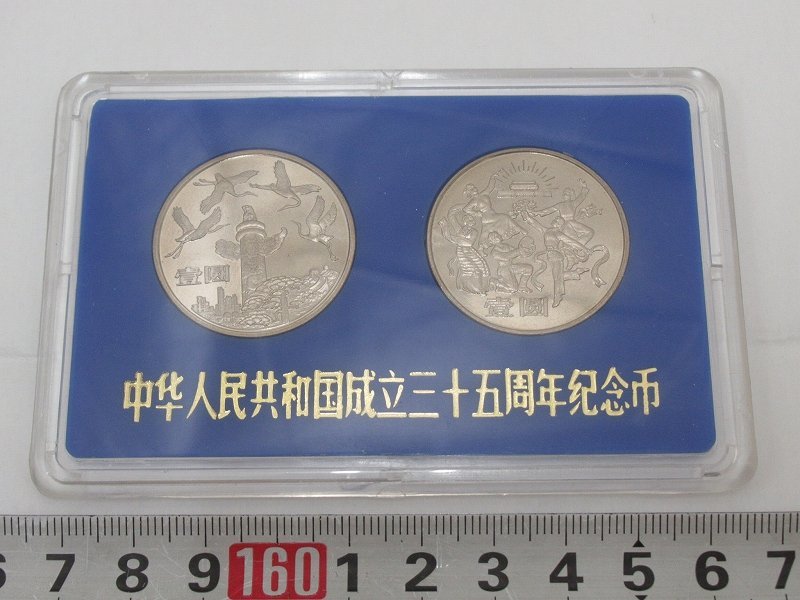 壹圓
壹圓
中华人民共和国成立三十五周年纪念币
6 7 8 9 160 1 2 3 4 5 6 7